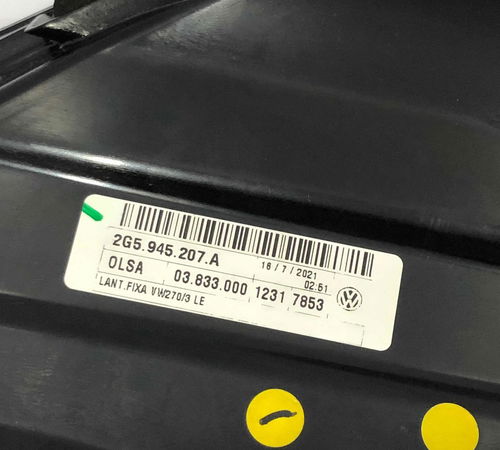 2G5.945.207.A
16/7/2021
02:51
OLSA 03.833.000 1231 7853
LANT.FIXA VW270/3 LE